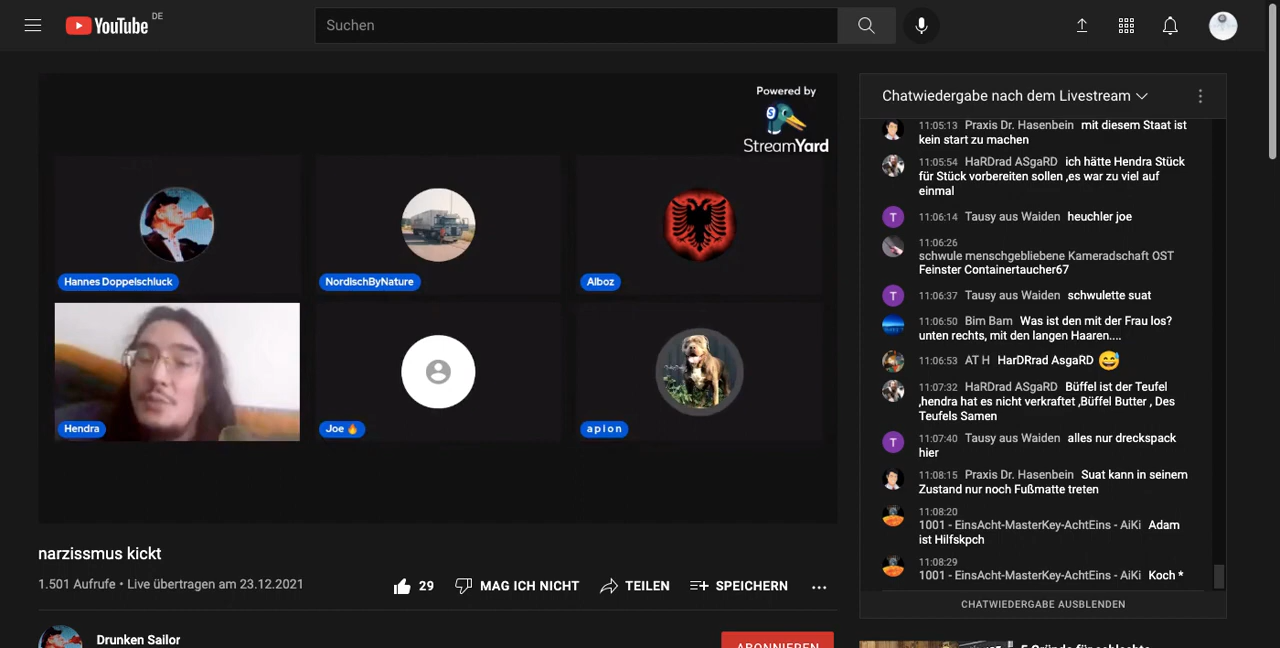 YouTube DE
Suchen
Powered by
StreamYard
Hannes Doppelschluck
NordischByNature
Alboz
Hendra
Joe 🔥
a p i o n
narzissmus kickt
1.501 Aufrufe • Live übertragen am 23.12.2021
29
MAG ICH NICHT
TEILEN
SPEICHERN
Drunken Sailor
ABONNIEREN
Chatwiedergabe nach dem Livestream
11:05:13 Praxis Dr. Hasenbein mit diesem Staat ist
kein start zu machen
11:05:54 HaRDrad ASgaRD ich hätte Hendra Stück
für Stück vorbereiten sollen ,es war zu viel auf
einmal
11:06:14 Tausy aus Waiden heuchler joe
11:06:26
schwule menschgebliebene Kameradschaft OST
Feinster Containertaucher67
11:06:37 Tausy aus Waiden schwulette suat
11:06:50 Bim Bam Was ist den mit der Frau los?
unten rechts, mit den langen Haaren....
11:06:53 AT H HarDRrad AsgaRD 😅
11:07:32 HaRDrad ASgaRD Büffel ist der Teufel
,hendra hat es nicht verkraftet ,Büffel Butter , Des
Teufels Samen
11:07:40 Tausy aus Waiden alles nur dreckspack
hier
11:08:15 Praxis Dr. Hasenbein Suat kann in seinem
Zustand nur noch Fußmatte treten
11:08:20
1001 - EinsAcht-MasterKey-AchtEins - AiKi Adam
ist Hilfskpch
11:08:29
1001 - EinsAcht-MasterKey-AchtEins - AiKi Koch *
CHATWIEDERGABE AUSBLENDEN
5 Gründe für schlechte